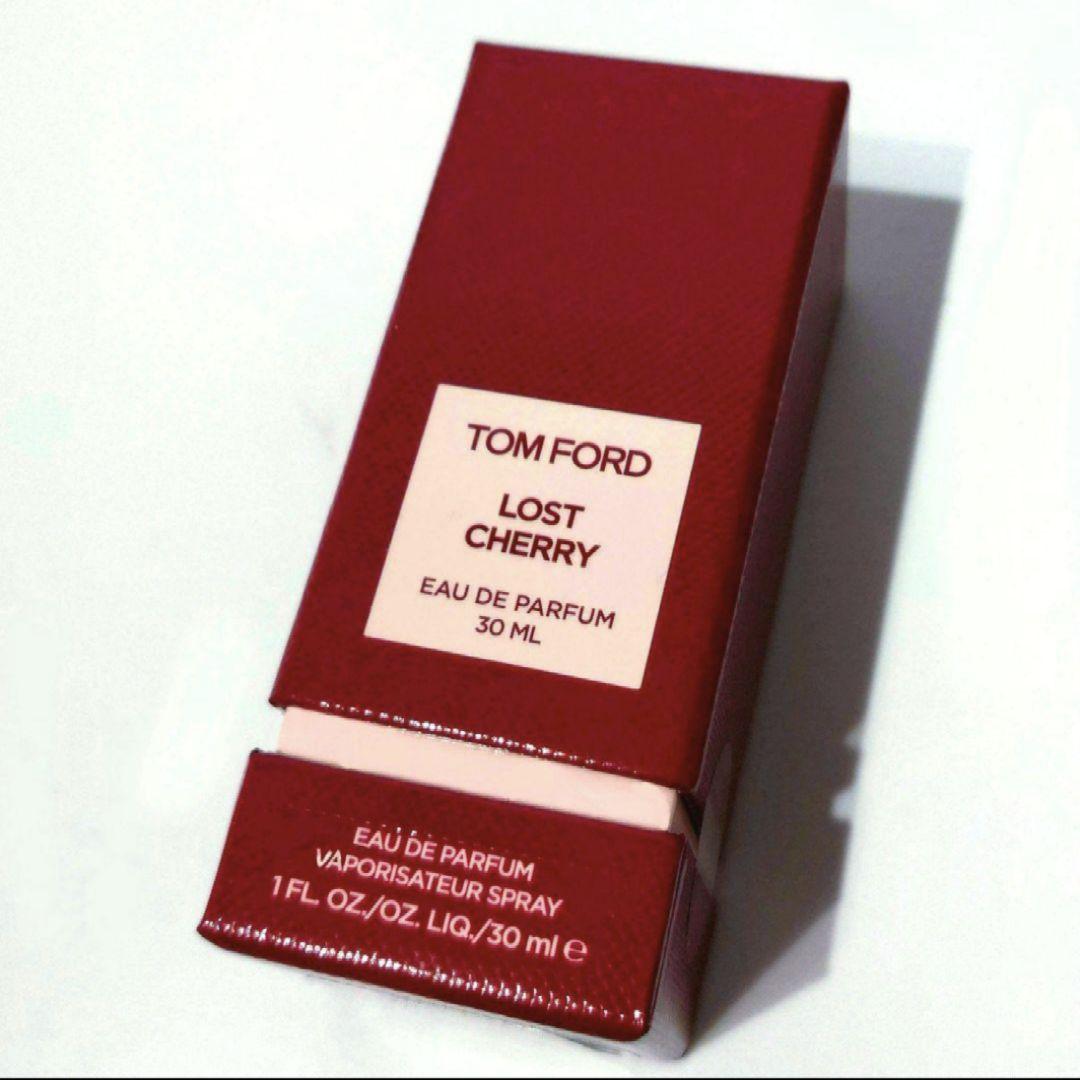 TOM FORD
LOST
CHERRY
EAU DE PARFUM
30 ML
EAU DE PARFUM
VAPORISATEUR SPRAY
1 FL. OZ./OZ. LIQ./30 ml ℮